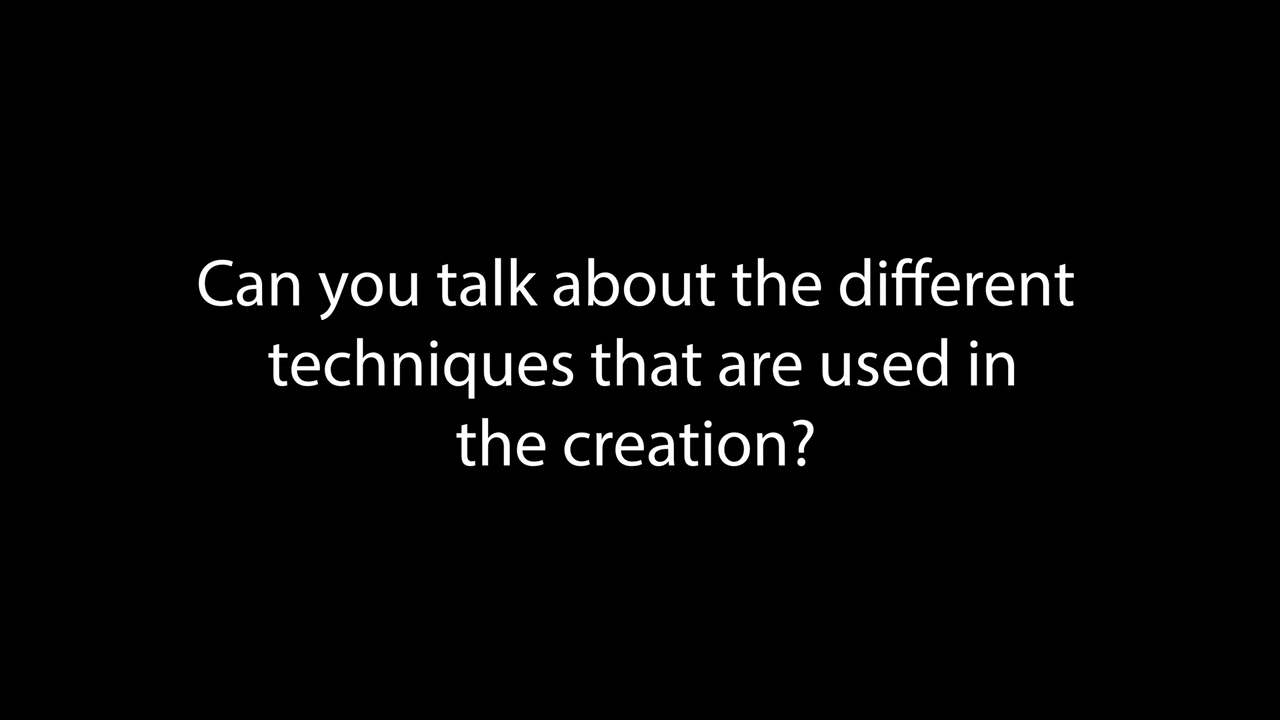 Can you talk about the different
techniques that are used in
the creation?